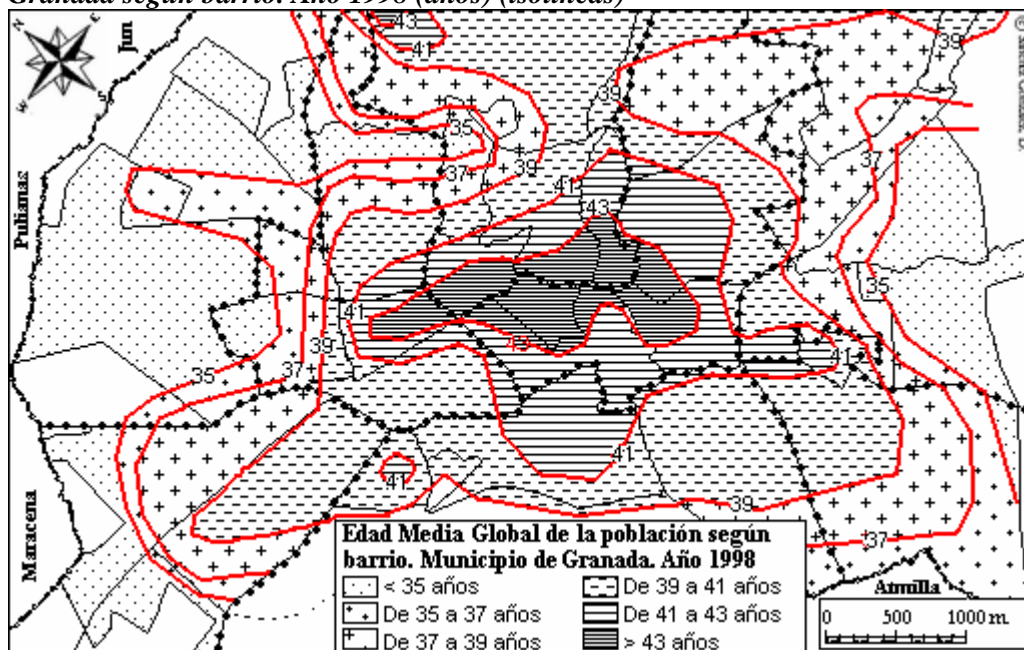 Granada según barrio. Año 1998 (años) (isolíneas)
N
E
W
S
Jun
43
41
39
39
35
37
39
41
43
37
Pulianas
35
41
39
43
41
35
37
41
41
39
37
Maracena
Edad Media Global de la población según
barrio. Municipio de Granada. Año 1998
< 35 años
De 39 a 41 años
De 35 a 37 años
De 41 a 43 años
De 37 a 39 años
> 43 años
Armilla
0 500 1000 m.